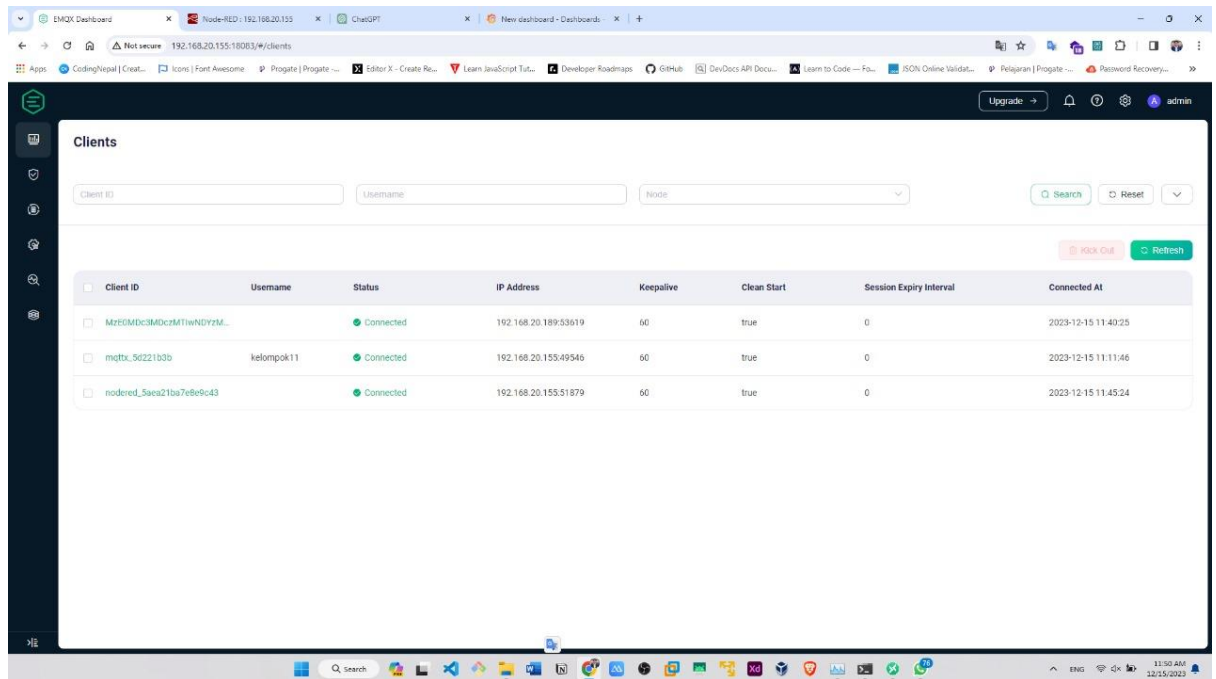 EMQX Dashboard
Node-RED : 192.168.20.155
ChatGPT
New dashboard - Dashboards -
Not secure 192.168.20.155:18083/#/clients
Apps
CodingNepal | Creat...
Icons | Font Awesome
Progate | Progate -...
Editor X - Create Re...
Learn JavaScript Tut...
Developer Roadmaps
GitHub
DevDocs API Docu...
Learn to Code — Fo...
JSON Online Validat...
Pelajaran | Progate -...
Password Recovery...
Upgrade →
A admin
Clients
Client ID
Username
Node
Search
Reset
Kick Out
Refresh
Client ID Username Status IP Address Keepalive Clean Start Session Expiry Interval Connected At
MzE0MDc3MDczMTIwNDYzM... Connected 192.168.20.189:53619 60 true 0 2023-12-15 11:40:25
mqttx_5d221b3b kelompok11 Connected 192.168.20.155:49546 60 true 0 2023-12-15 11:11:46
nodered_5aea21ba7e8e9c43 Connected 192.168.20.155:51879 60 true 0 2023-12-15 11:45:24
Search
76
ENG
11:50 AM
12/15/2023